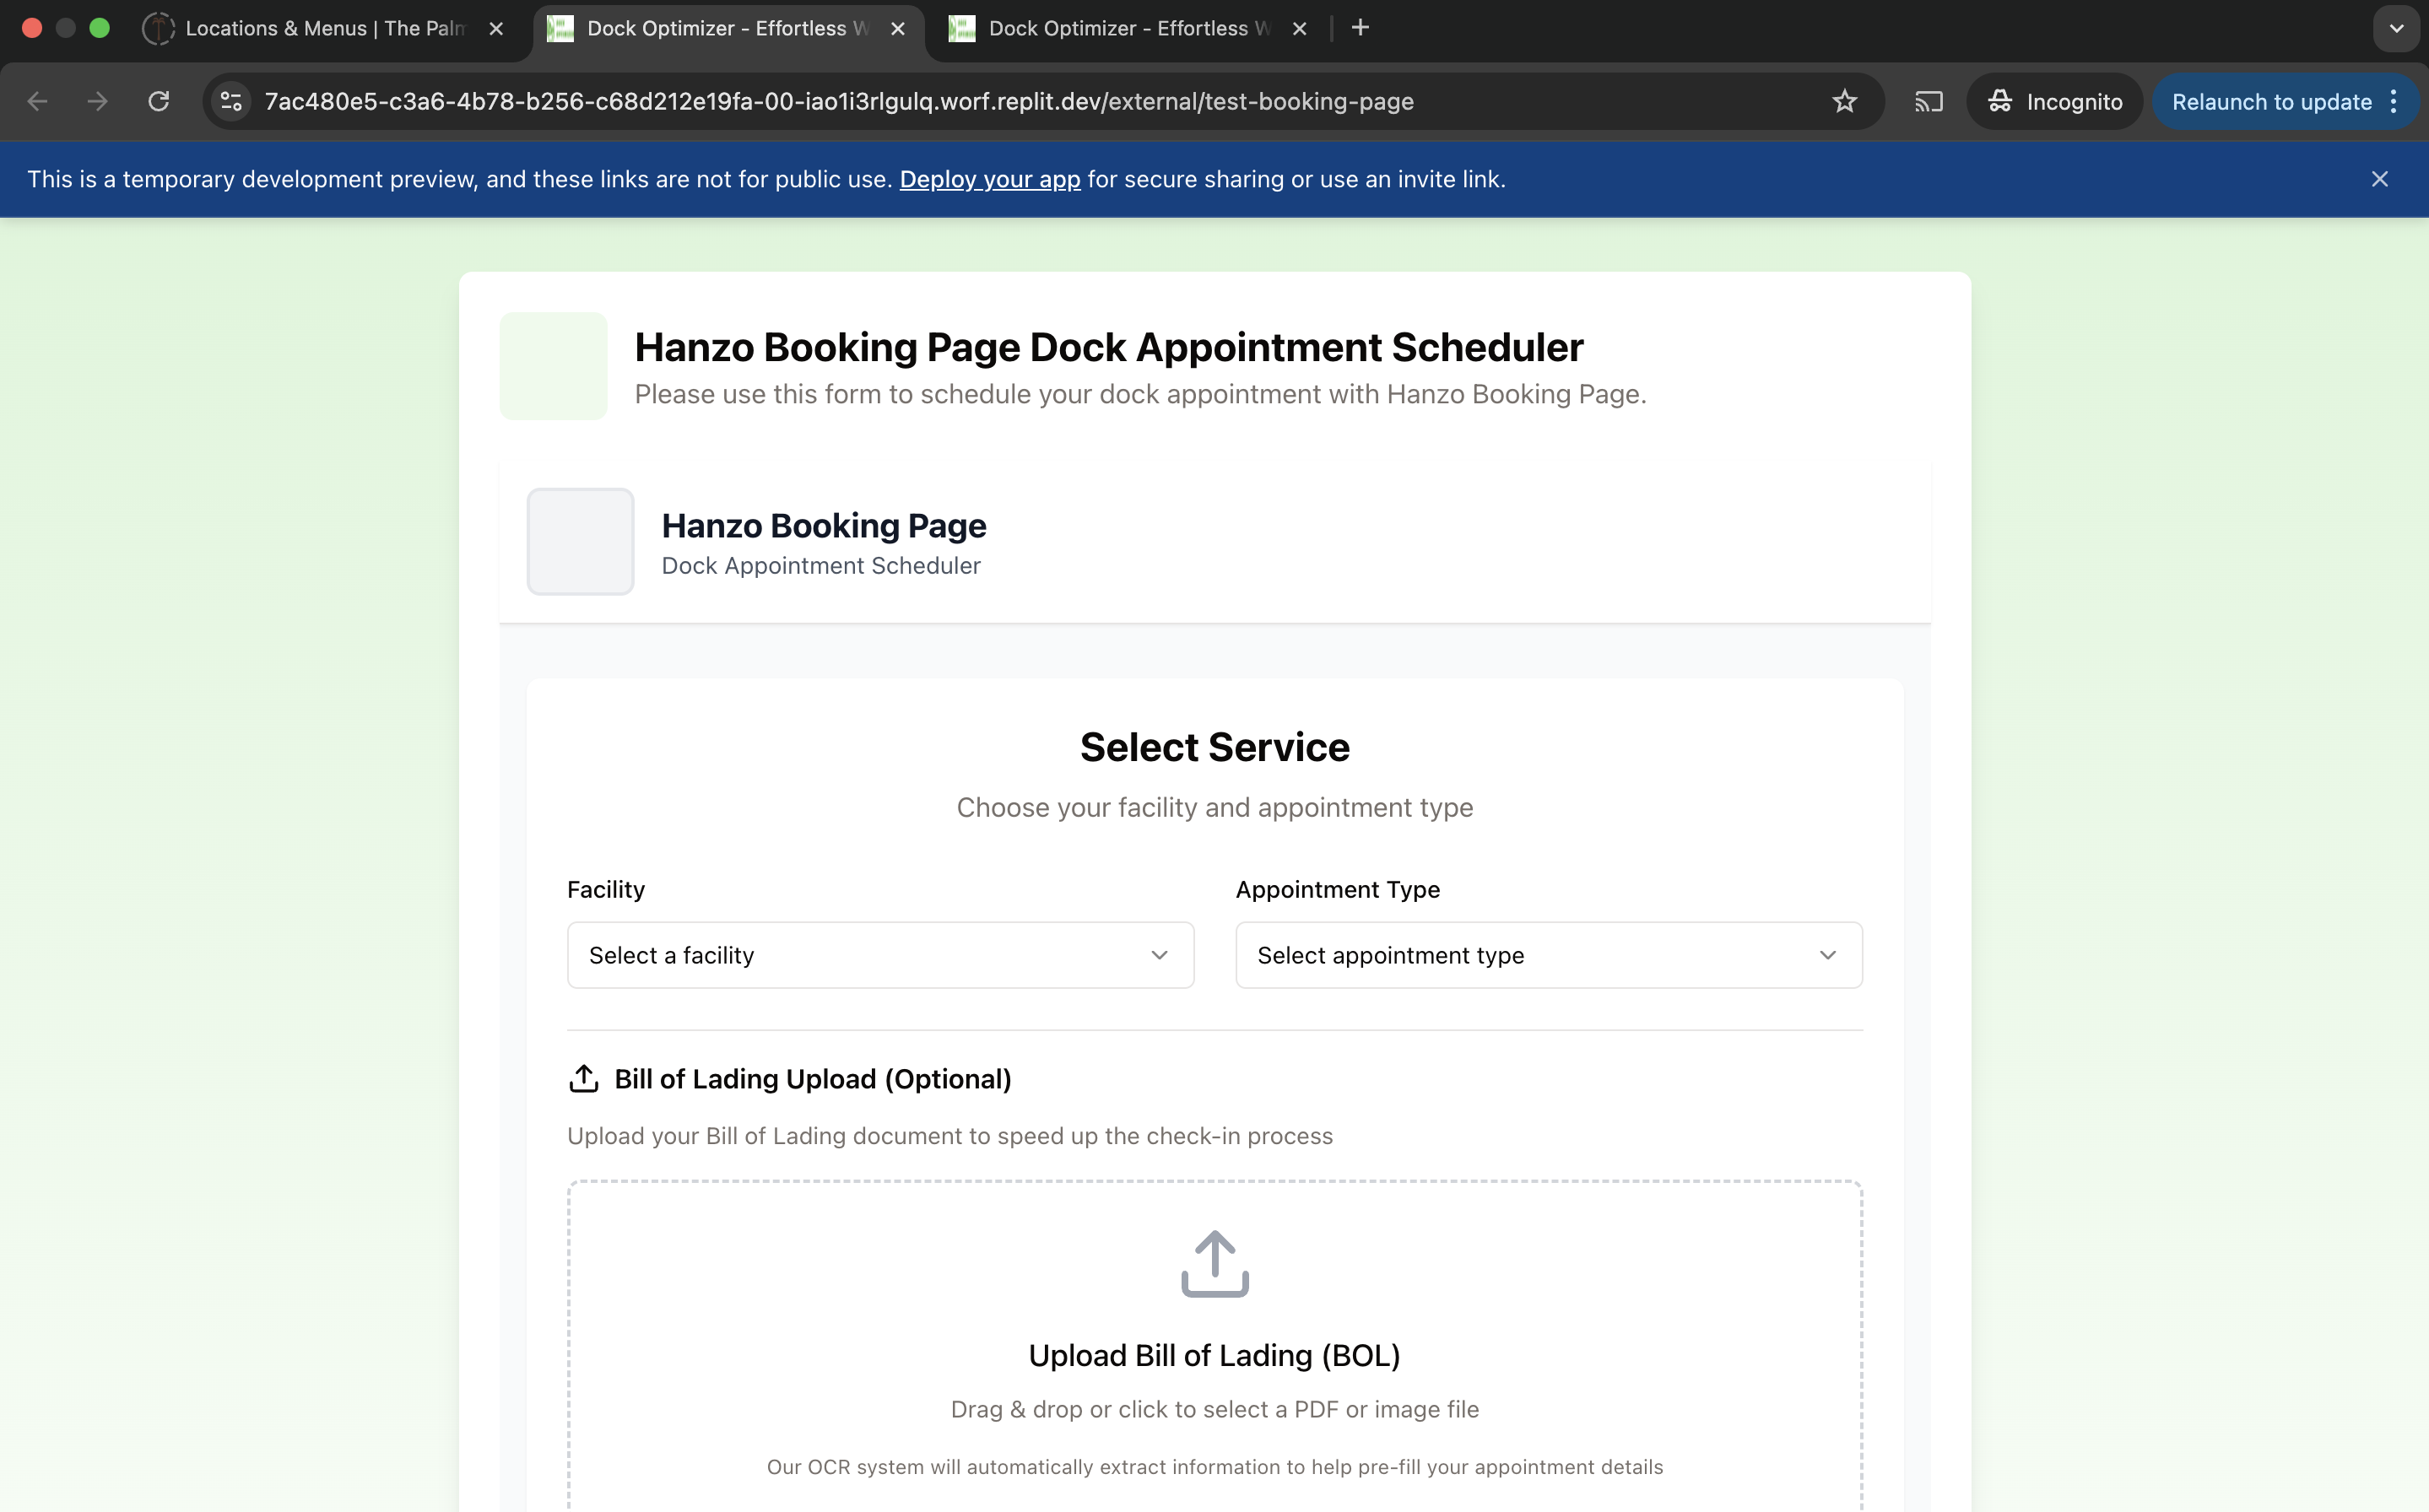 Locations & Menus | The Palm
Dock Optimizer - Effortless W
Dock Optimizer - Effortless W
7ac480e5-c3a6-4b78-b256-c68d212e19fa-00-iao1i3rlgulq.worf.replit.dev/external/test-booking-page
Incognito
Relaunch to update
This is a temporary development preview, and these links are not for public use. Deploy your app for secure sharing or use an invite link.
Hanzo Booking Page Dock Appointment Scheduler
Please use this form to schedule your dock appointment with Hanzo Booking Page.
Hanzo Booking Page
Dock Appointment Scheduler
Select Service
Choose your facility and appointment type
Facility
Appointment Type
Select a facility
Select appointment type
Bill of Lading Upload (Optional)
Upload your Bill of Lading document to speed up the check-in process
Upload Bill of Lading (BOL)
Drag & drop or click to select a PDF or image file
Our OCR system will automatically extract information to help pre-fill your appointment details